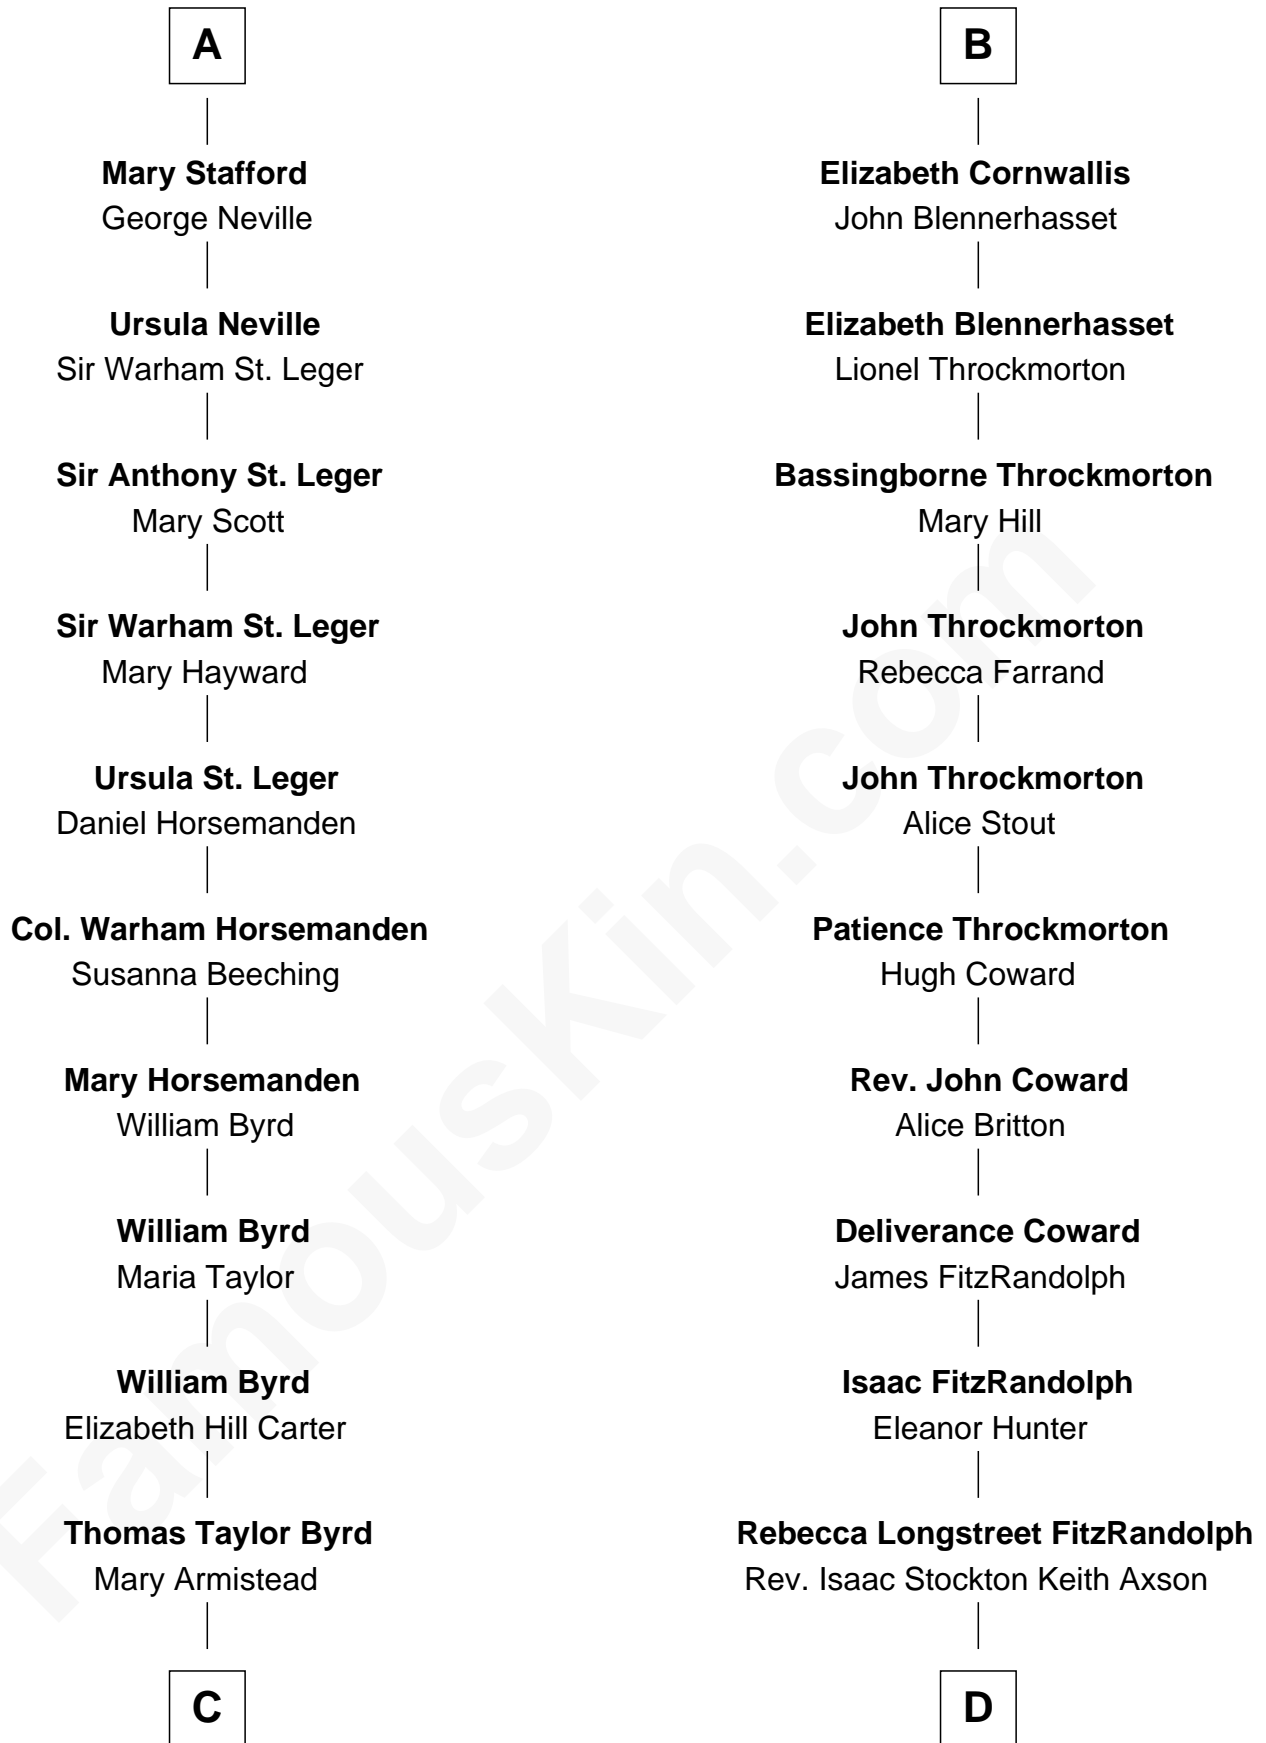 A
Mary Stafford
George Neville
Ursula Neville
Sir Warham St. Leger
Sir Anthony St. Leger
Mary Scott
Sir Warham St. Leger
Mary Hayward
Ursula St. Leger
Daniel Horsemanden
Col. Warham Horsemanden
Susanna Beeching
Mary Horsemanden
William Byrd
William Byrd
Maria Taylor
William Byrd
Elizabeth Hill Carter
Thomas Taylor Byrd
Mary Armistead
C
B
Elizabeth Cornwallis
John Blennerhasset
Elizabeth Blennerhasset
Lionel Throckmorton
Bassingborne Throckmorton
Mary Hill
John Throckmorton
Rebecca Farrand
John Throckmorton
Alice Stout
Patience Throckmorton
Hugh Coward
Rev. John Coward
Alice Britton
Deliverance Coward
James FitzRandolph
Isaac FitzRandolph
Eleanor Hunter
Rebecca Longstreet FitzRandolph
Rev. Isaac Stockton Keith Axson
D
FamousKin.com